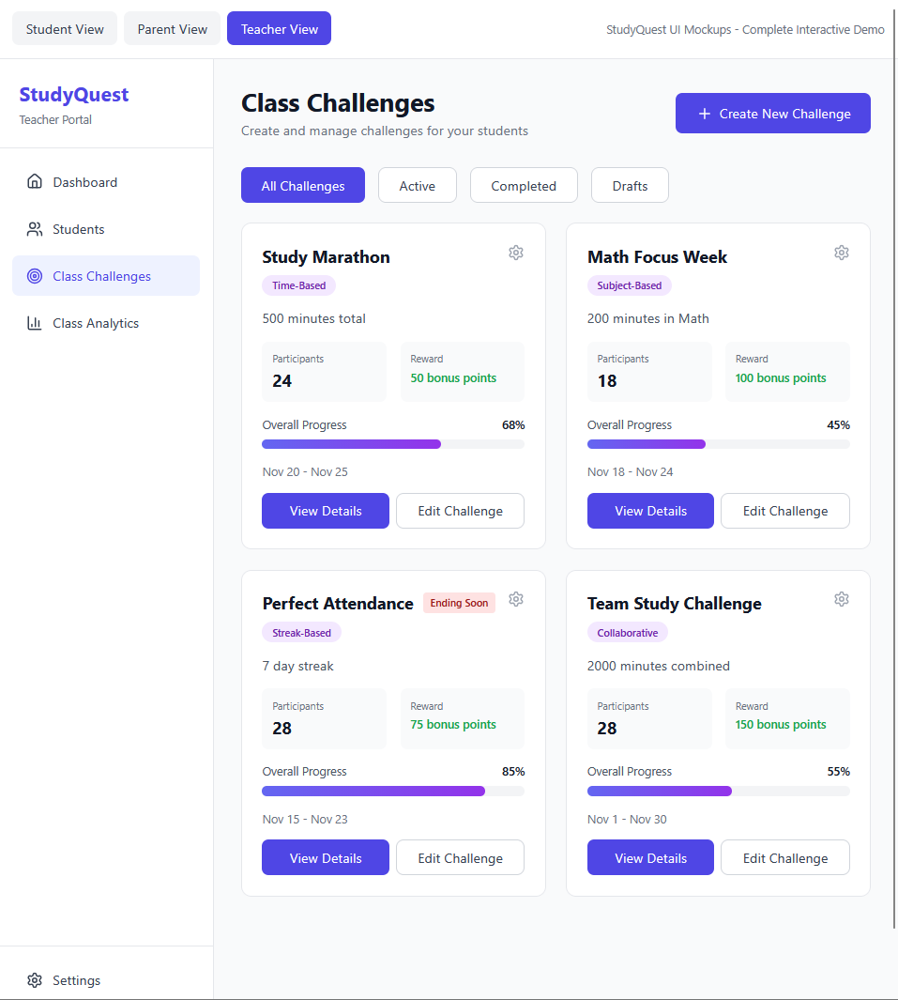 Student View
Parent View
Teacher View
StudyQuest UI Mockups - Complete Interactive Demo
StudyQuest
Teacher Portal
Dashboard
Students
Class Challenges
Class Analytics
Settings
Class Challenges
Create and manage challenges for your students
Create New Challenge
All Challenges
Active
Completed
Drafts
Study Marathon
Time-Based
500 minutes total
Participants
24
Reward
50 bonus points
Overall Progress
68%
Nov 20 - Nov 25
View Details
Edit Challenge
Math Focus Week
Subject-Based
200 minutes in Math
Participants
18
Reward
100 bonus points
Overall Progress
45%
Nov 18 - Nov 24
View Details
Edit Challenge
Perfect Attendance
Ending Soon
Streak-Based
7 day streak
Participants
28
Reward
75 bonus points
Overall Progress
85%
Nov 15 - Nov 23
View Details
Edit Challenge
Team Study Challenge
Collaborative
2000 minutes combined
Participants
28
Reward
150 bonus points
Overall Progress
55%
Nov 1 - Nov 30
View Details
Edit Challenge